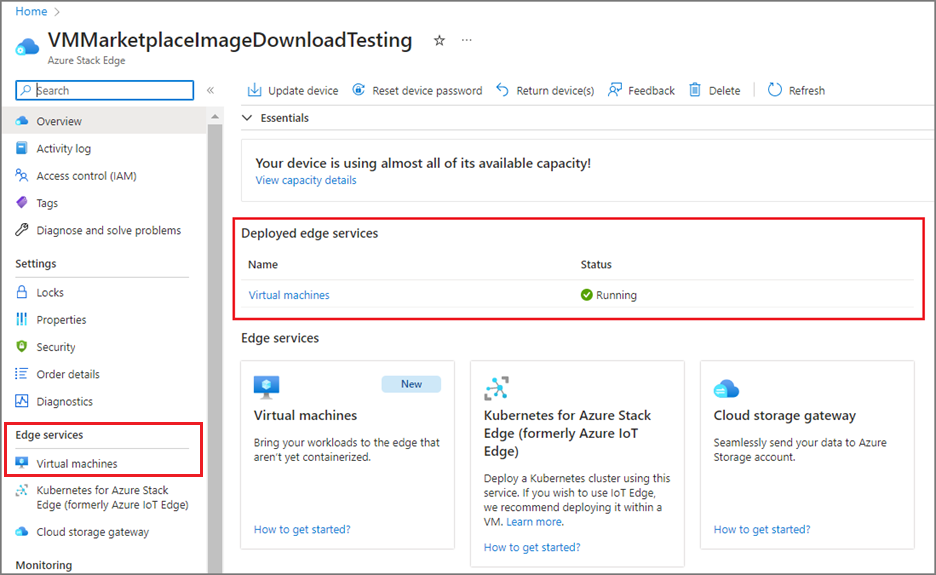 Home
VMMarketplaceImageDownloadTesting
Azure Stack Edge
Search
Overview
Activity log
Access control (IAM)
Tags
Diagnose and solve problems
Settings
Locks
Properties
Security
Order details
Diagnostics
Edge services
Virtual machines
Kubernetes for Azure Stack
Edge (formerly Azure IoT Edge)
Cloud storage gateway
Monitoring
Update device
Reset device password
Return device(s)
Feedback
Delete
Refresh
Essentials
Your device is using almost all of its available capacity!
View capacity details
Deployed edge services
Name
Status
Virtual machines
Running
Edge services
New
Virtual machines
Bring your workloads to the edge that
aren't yet containerized.
How to get started?
Kubernetes for Azure Stack
Edge (formerly Azure IoT
Edge)
Deploy a Kubernetes cluster using this
service. If you wish to use IoT Edge,
we recommend deploying it within a
VM. Learn more.
How to get started?
Cloud storage gateway
Seamlessly send your data to Azure
Storage account.
How to get started?